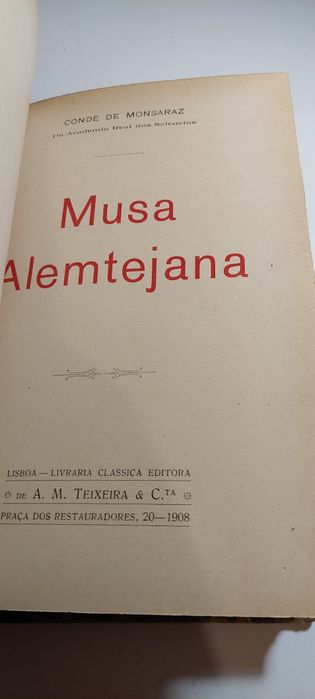 CONDE DE MONSARAZ
Da Academia Real das Sciencias
Musa
Alemtejana
LISBOA — LIVRARIA CLASSICA EDITORA
DE A. M. TEIXEIRA & C.TA
PRAÇA DOS RESTAURADORES, 20—1908